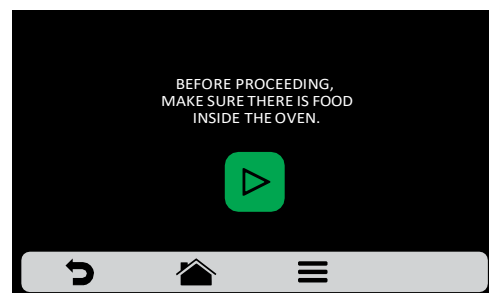 BEFORE PROCEEDING,
MAKE SURE THERE IS FOOD
INSIDE THE OVEN.